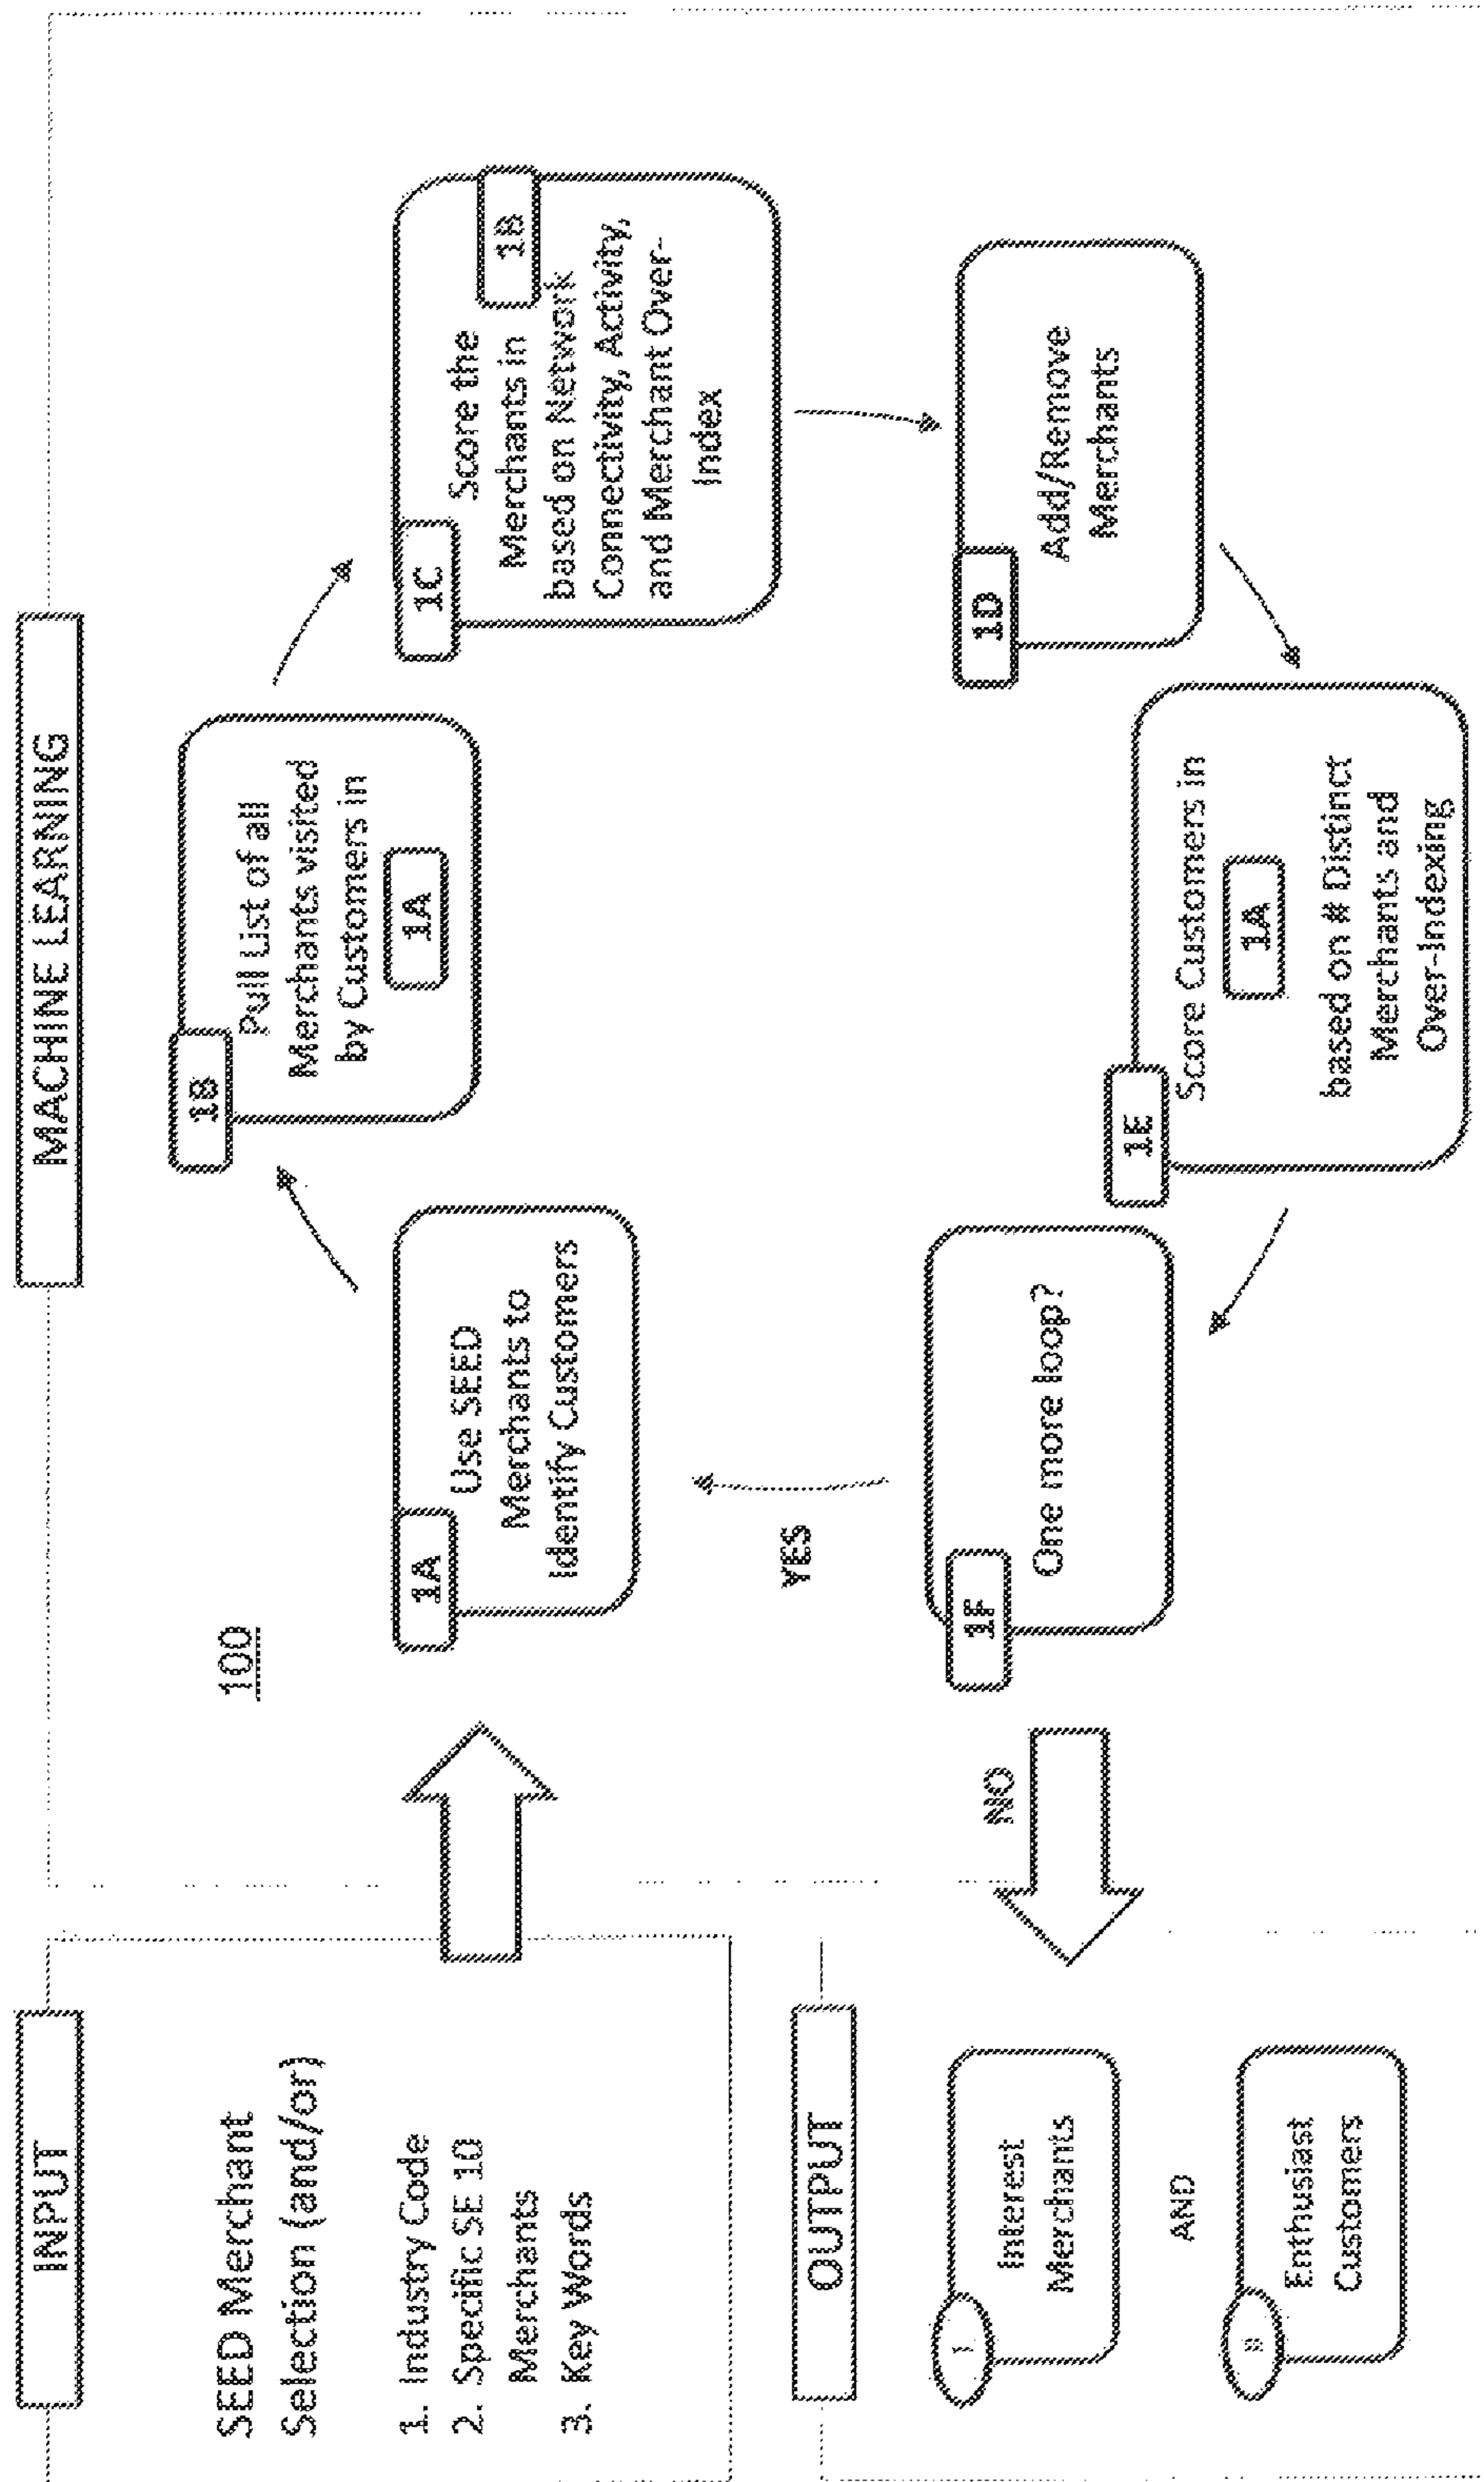 INPUT
SEED Merchant
Selection (and/or)
1. Industry Code
2. Specific SE 10
Merchants
3. Key Words
MACHINE LEARNING
100
1A
Use SEED
Merchants to
Identify Customers
1B
Pull List of all
Merchants visited
by Customers in
1A
1C
Score the
Merchants in
1B
based on Network
Connectivity, Activity,
and Merchant Over-
Index
1D
Add/Remove
Merchants
1E
Score Customers in
1A
based on # Distinct
Merchants and
Over-Indexing
1F
One more loop?
YES
NO
OUTPUT
Interest
Merchants
AND
Enthusiast
Customers